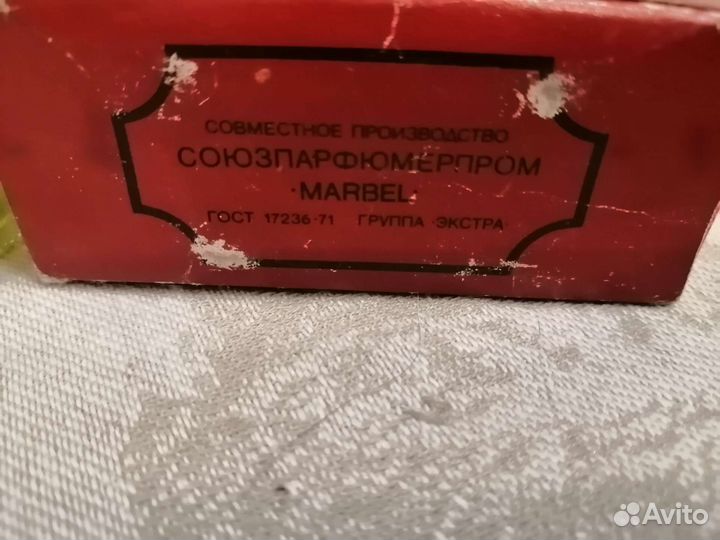 СОВМЕСТНОЕ ПРОИЗВОДСТВО
СОЮЗПАРФЮМЕРПРОМ
·MARBEL·
ГОСТ 17236·71 ГРУППА ·ЭКСТРА·
Avito